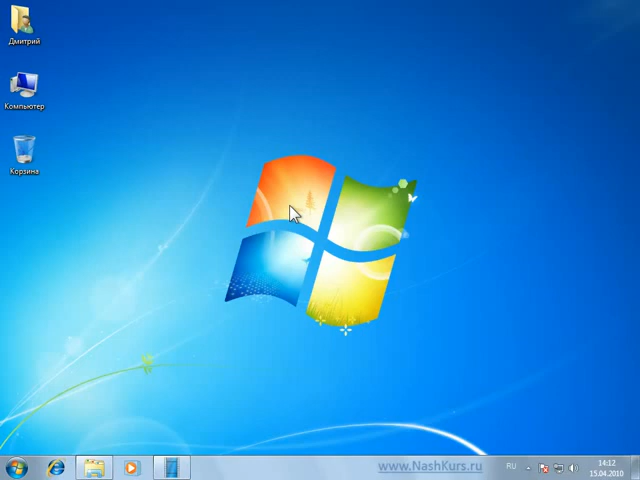 Дмитрий
Компьютер
Корзина
www.NashKurs.ru
RU
14:12
15.04.2010